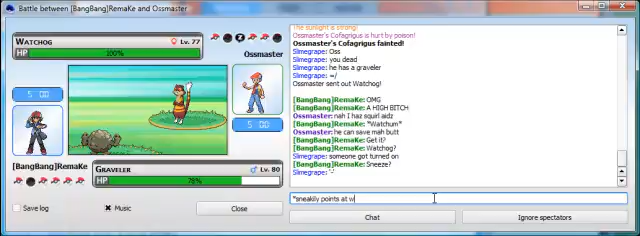 Battle between [BangBang]RemaKe and Ossmaster
WATCHOG Lv. 77
HP 100%
Ossmaster
5:00
5:00
[BangBang]RemaKe
GRAVELER Lv. 80
HP 78%
Save log
Music
Close
The sunlight is strong!
Ossmaster's Cofagrigus is hurt by poison!
Ossmaster's Cofagrigus fainted!
Slimegrape: Oss
Slimegrape: you dead
Slimegrape: he has a graveler
Slimegrape: =/
Ossmaster sent out Watchog!
[BangBang]RemaKe: OMG
[BangBang]RemaKe: A HIGH BITCH
Ossmaster: nah I haz squirl aidz
[BangBang]RemaKe: *Watchum*
Ossmaster: he can save mah butt
[BangBang]RemaKe: Get it?
[BangBang]RemaKe: Watchog?
Slimegrape: someone got turned on
[BangBang]RemaKe: Sneeze?
Slimegrape: '-'
*sneakily points at w
Chat
Ignore spectators